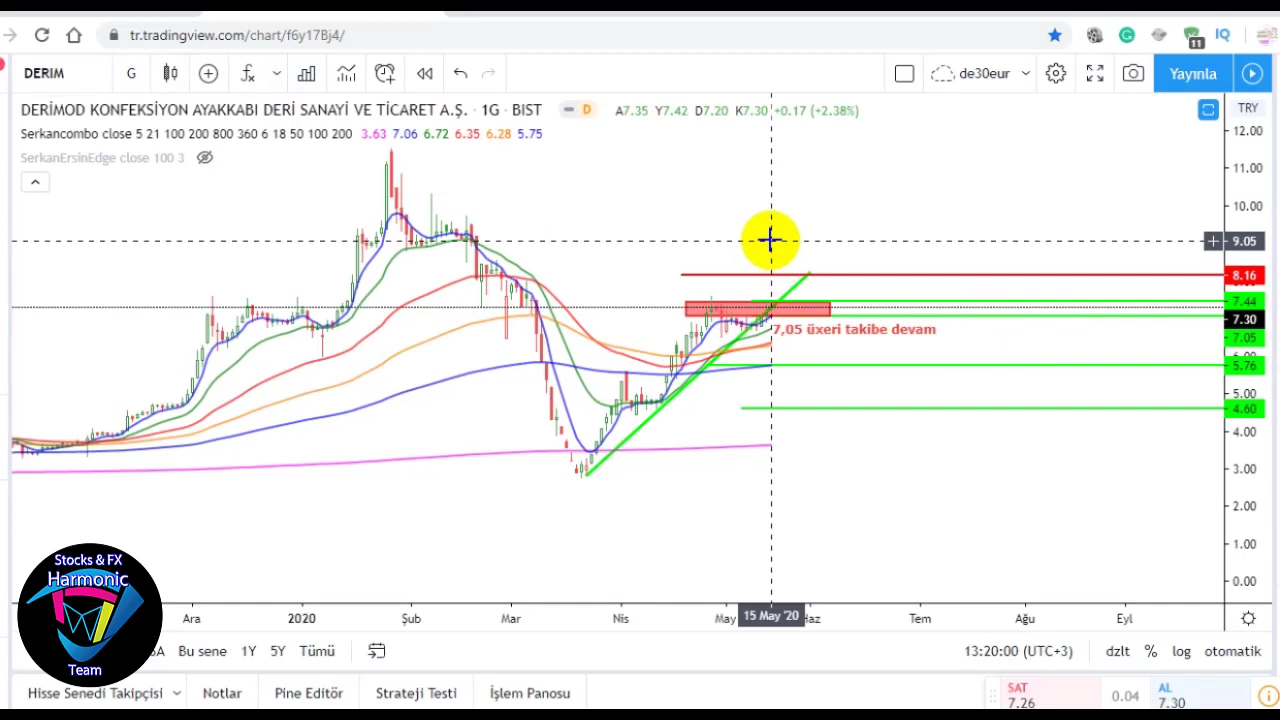 tr.tradingview.com/chart/f6y17Bj4/
11
IQ
DERIM
G
de30eur
Yayınla
DERİMOD KONFEKSİYON AYAKKABI DERİ SANAYİ VE TİCARET A.Ş. · 1G · BIST
D
A7.35 Y7.42 D7.20 K7.30 +0.17 (+2.38%)
TRY
Serkancombo close 5 21 100 200 800 360 6 18 50 100 200 3.63 7.06 6.72 6.35 6.28 5.75
SerkanErsinEdge close 100 3
12.00
11.00
10.00
9.05
8.16
7.44
7.30
7.05
5.76
5.00
4.60
4.00
3.00
2.00
1.00
0.00
7,05 üxeri takibe devam
Ara
2020
Şub
Mar
Nis
May
15 May '20
Haz
Tem
Ağu
Eyl
Stocks & FX
Harmonic
Team
Bu sene
1Y
5Y
Tümü
13:20:00 (UTC+3)
dzlt
%
log
otomatik
Hisse Senedi Takipçisi
Notlar
Pine Editör
Strateji Testi
İşlem Panosu
SAT
7.26
0.04
AL
7.30